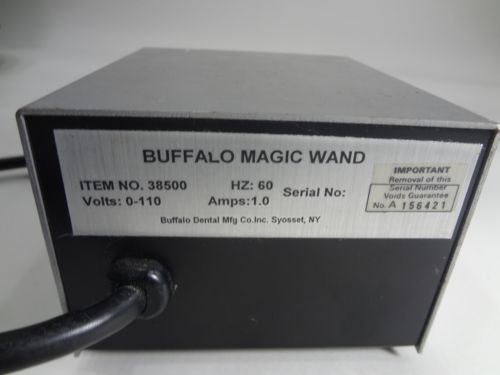 BUFFALO MAGIC WAND
ITEM NO. 38500 HZ: 60 Serial No:
Volts: 0-110 Amps:1.0
Buffalo Dental Mfg Co.Inc. Syosset, NY
IMPORTANT
Removal of this
Serial Number
Voids Guarantee
No. A 156421